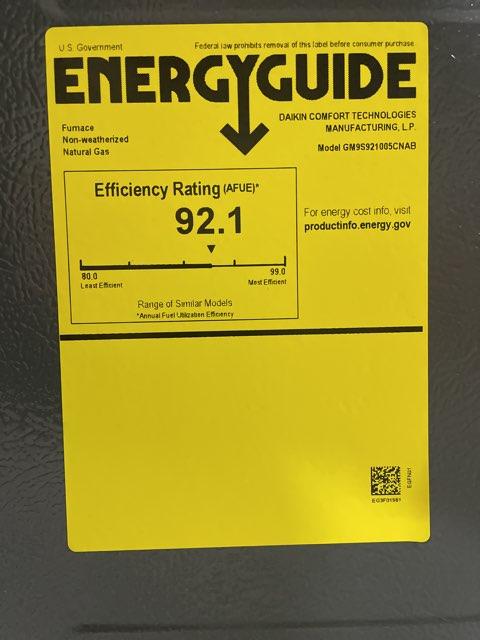 U.S. Government
Federal law prohibits removal of this label before consumer purchase.
ENERGYGUIDE
Furnace
Non-weatherized
Natural Gas
DAIKIN COMFORT TECHNOLOGIES
MANUFACTURING, L.P.
Model GM9S921005CNAB
Efficiency Rating (AFUE)*
92.1
80.0
Least Efficient
99.0
Most Efficient
Range of Similar Models
*Annual Fuel Utilization Efficiency
For energy cost info, visit
productinfo.energy.gov
EGFN01
EG3F01981